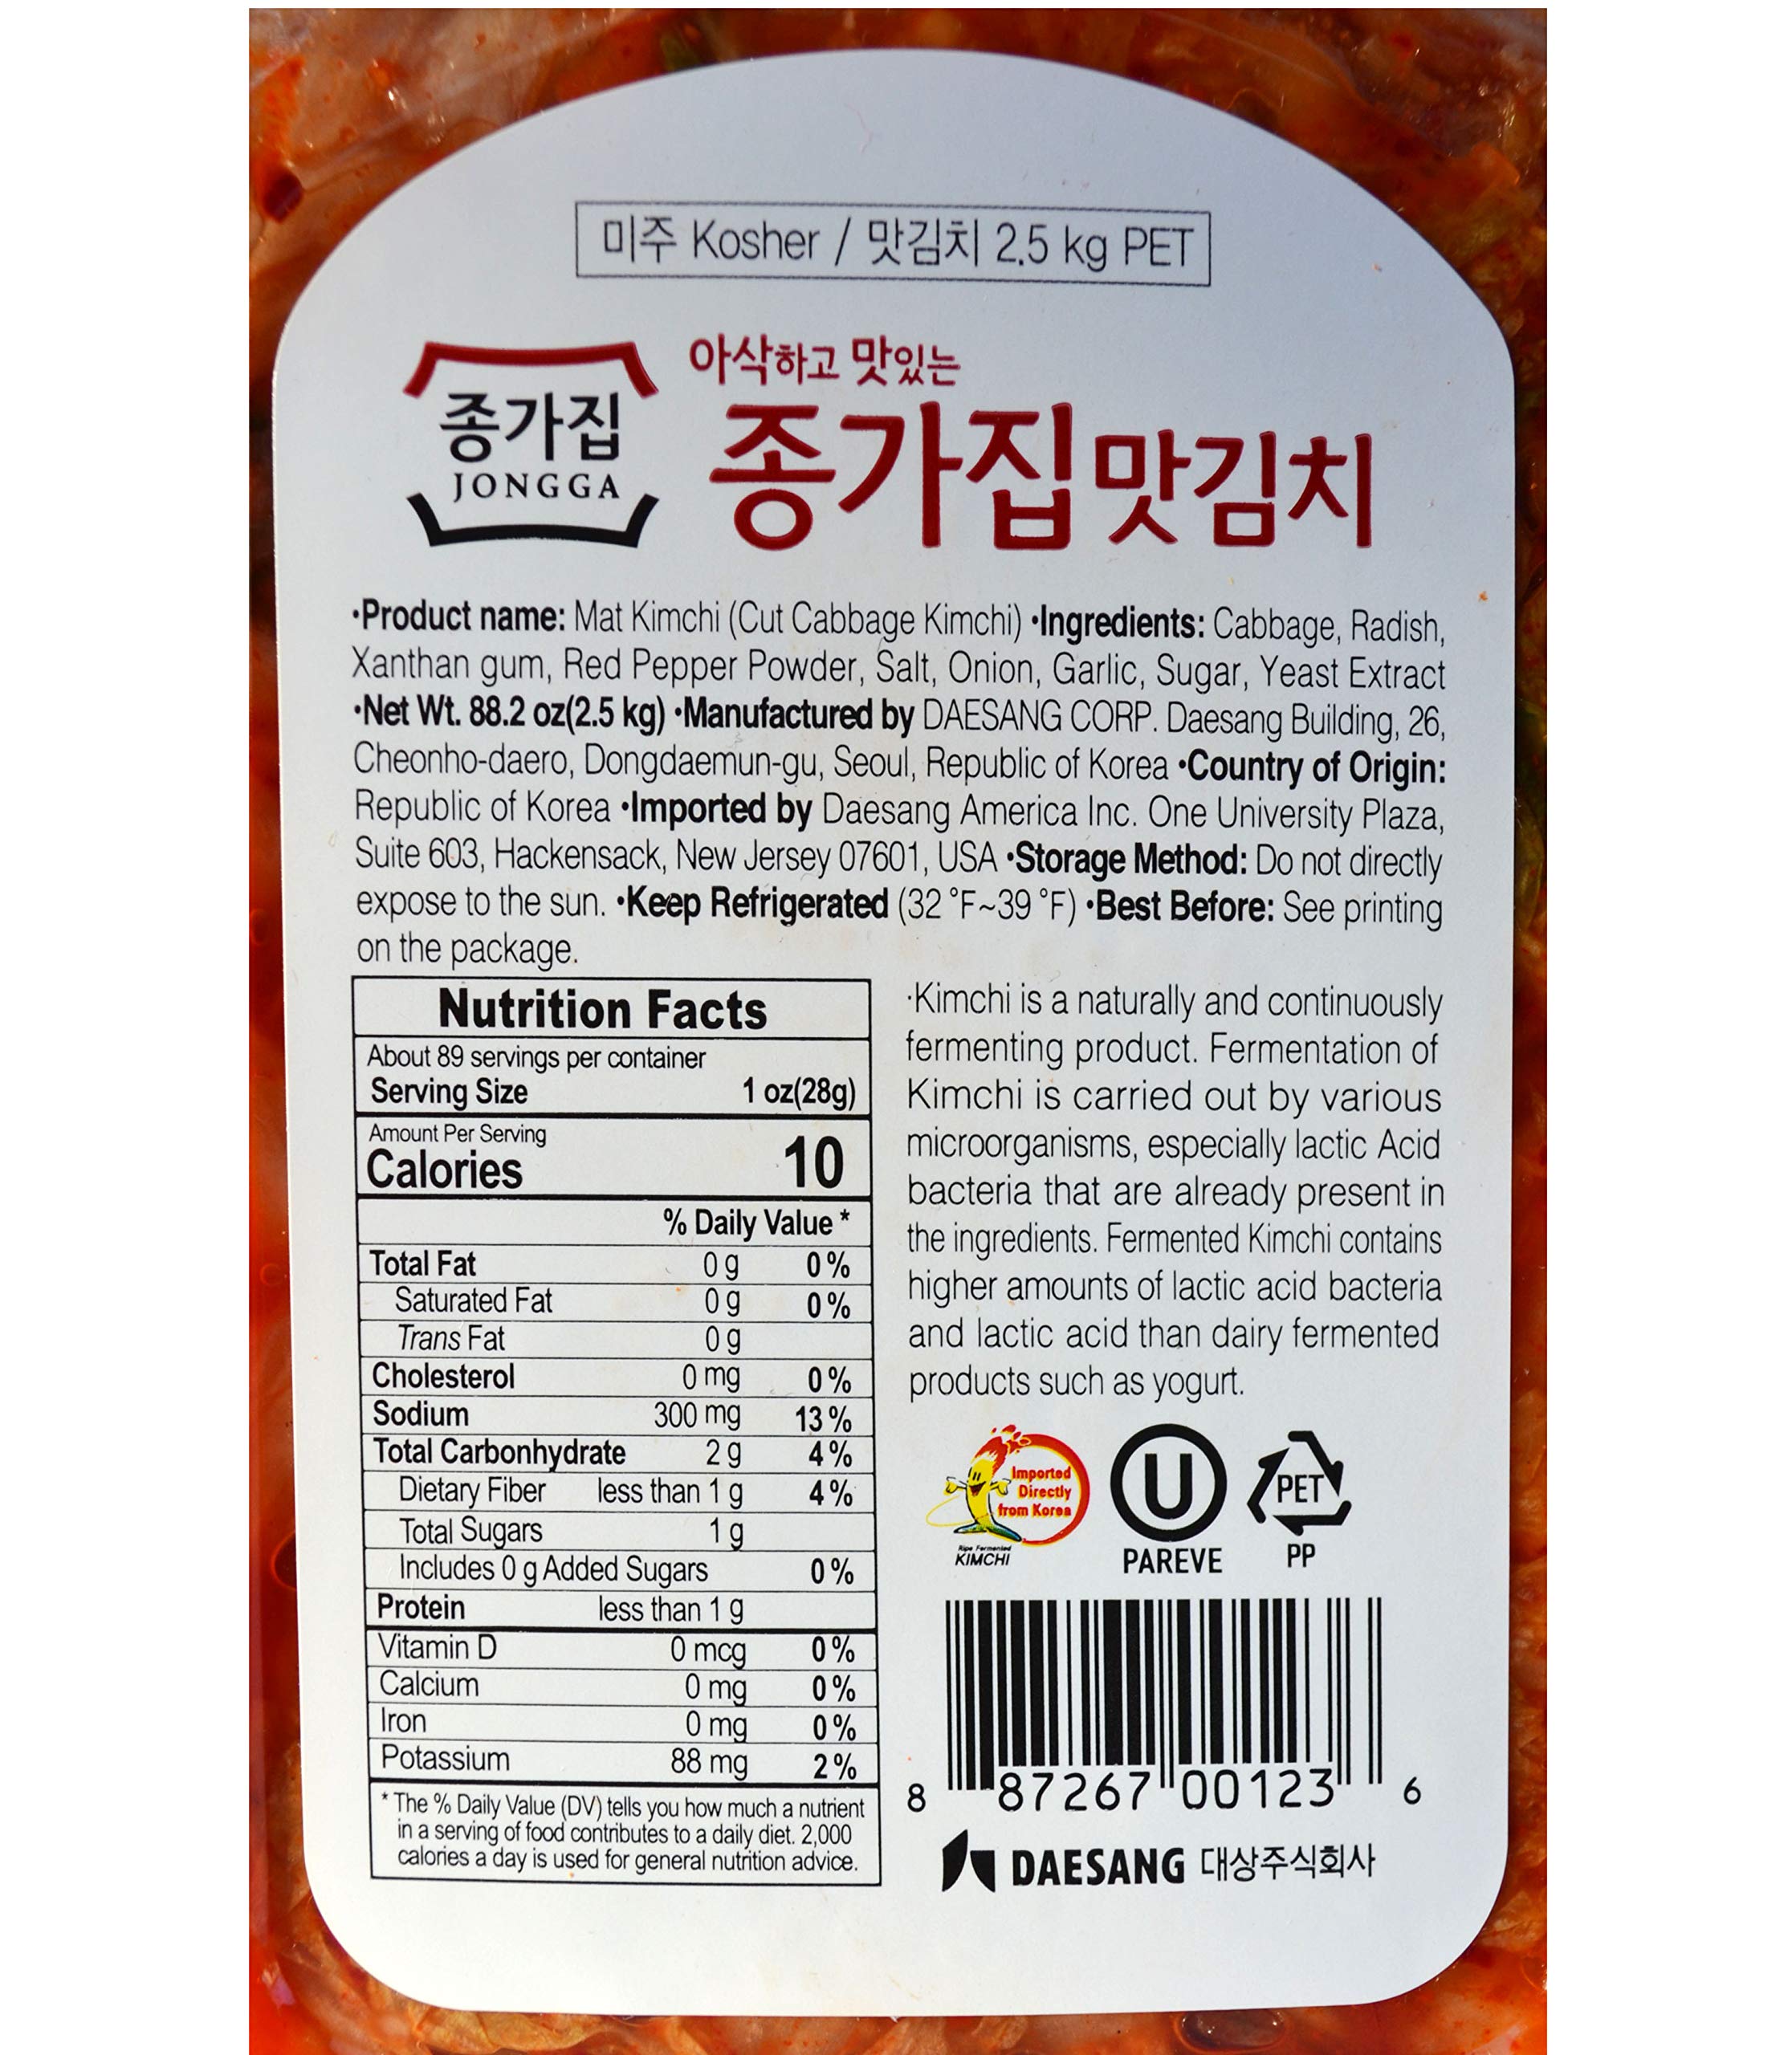 미주 Kosher / 맛김치 2.5 kg PET
아삭하고 맛있는
종가집
JONGGA
종가집 맛김치
•Product name: Mat Kimchi (Cut Cabbage Kimchi) •Ingredients: Cabbage, Radish,
Xanthan gum, Red Pepper Powder, Salt, Onion, Garlic, Sugar, Yeast Extract
•Net Wt. 88.2 oz(2.5 kg) •Manufactured by DAESANG CORP. Daesang Building, 26,
Cheonho-daero, Dongdaemun-gu, Seoul, Republic of Korea •Country of Origin:
Republic of Korea •Imported by Daesang America Inc. One University Plaza,
Suite 603, Hackensack, New Jersey 07601, USA •Storage Method: Do not directly
expose to the sun. •Keep Refrigerated (32 °F~39 °F) •Best Before: See printing
on the package.
Nutrition Facts
About 89 servings per container
Serving Size 1 oz(28g)
Amount Per Serving
Calories 10
% Daily Value *
Total Fat 0 g 0 %
Saturated Fat 0 g 0 %
Trans Fat 0 g
Cholesterol 0 mg 0 %
Sodium 300 mg 13 %
Total Carbonhydrate 2 g 4 %
Dietary Fiber less than 1 g 4 %
Total Sugars 1 g
Includes 0 g Added Sugars 0 %
Protein less than 1 g
Vitamin D 0 mcg 0 %
Calcium 0 mg 0 %
Iron 0 mg 0 %
Potassium 88 mg 2 %
* The % Daily Value (DV) tells you how much a nutrient
in a serving of food contributes to a daily diet. 2,000
calories a day is used for general nutrition advice.
·Kimchi is a naturally and continuously
fermenting product. Fermentation of
Kimchi is carried out by various
microorganisms, especially lactic Acid
bacteria that are already present in
the ingredients. Fermented Kimchi contains
higher amounts of lactic acid bacteria
and lactic acid than dairy fermented
products such as yogurt.
Imported
Directly
from Korea
Ripe Fermented
KIMCHI
U
PAREVE
PET
PP
8 87267 00123 6
DAESANG 대상주식회사